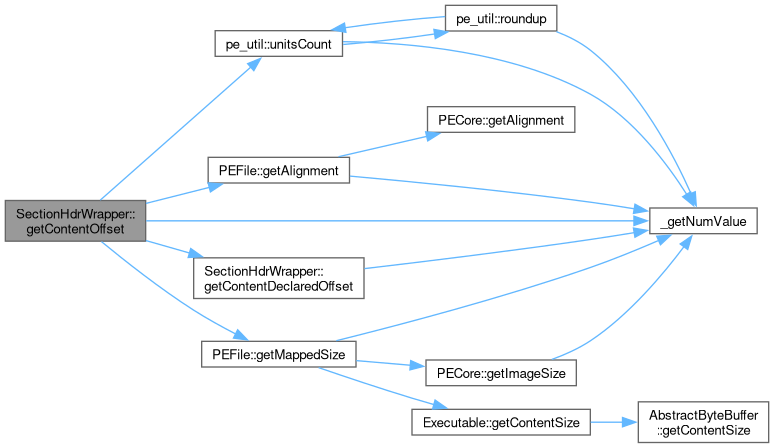 pe_util::roundup
pe_util::unitsCount
PECore::getAlignment
PEFile::getAlignment
SectionHdrWrapper::
getContentOffset
_getNumValue
SectionHdrWrapper::
getContentDeclaredOffset
PEFile::getMappedSize
PECore::getImageSize
Executable::getContentSize
AbstractByteBuffer
::getContentSize